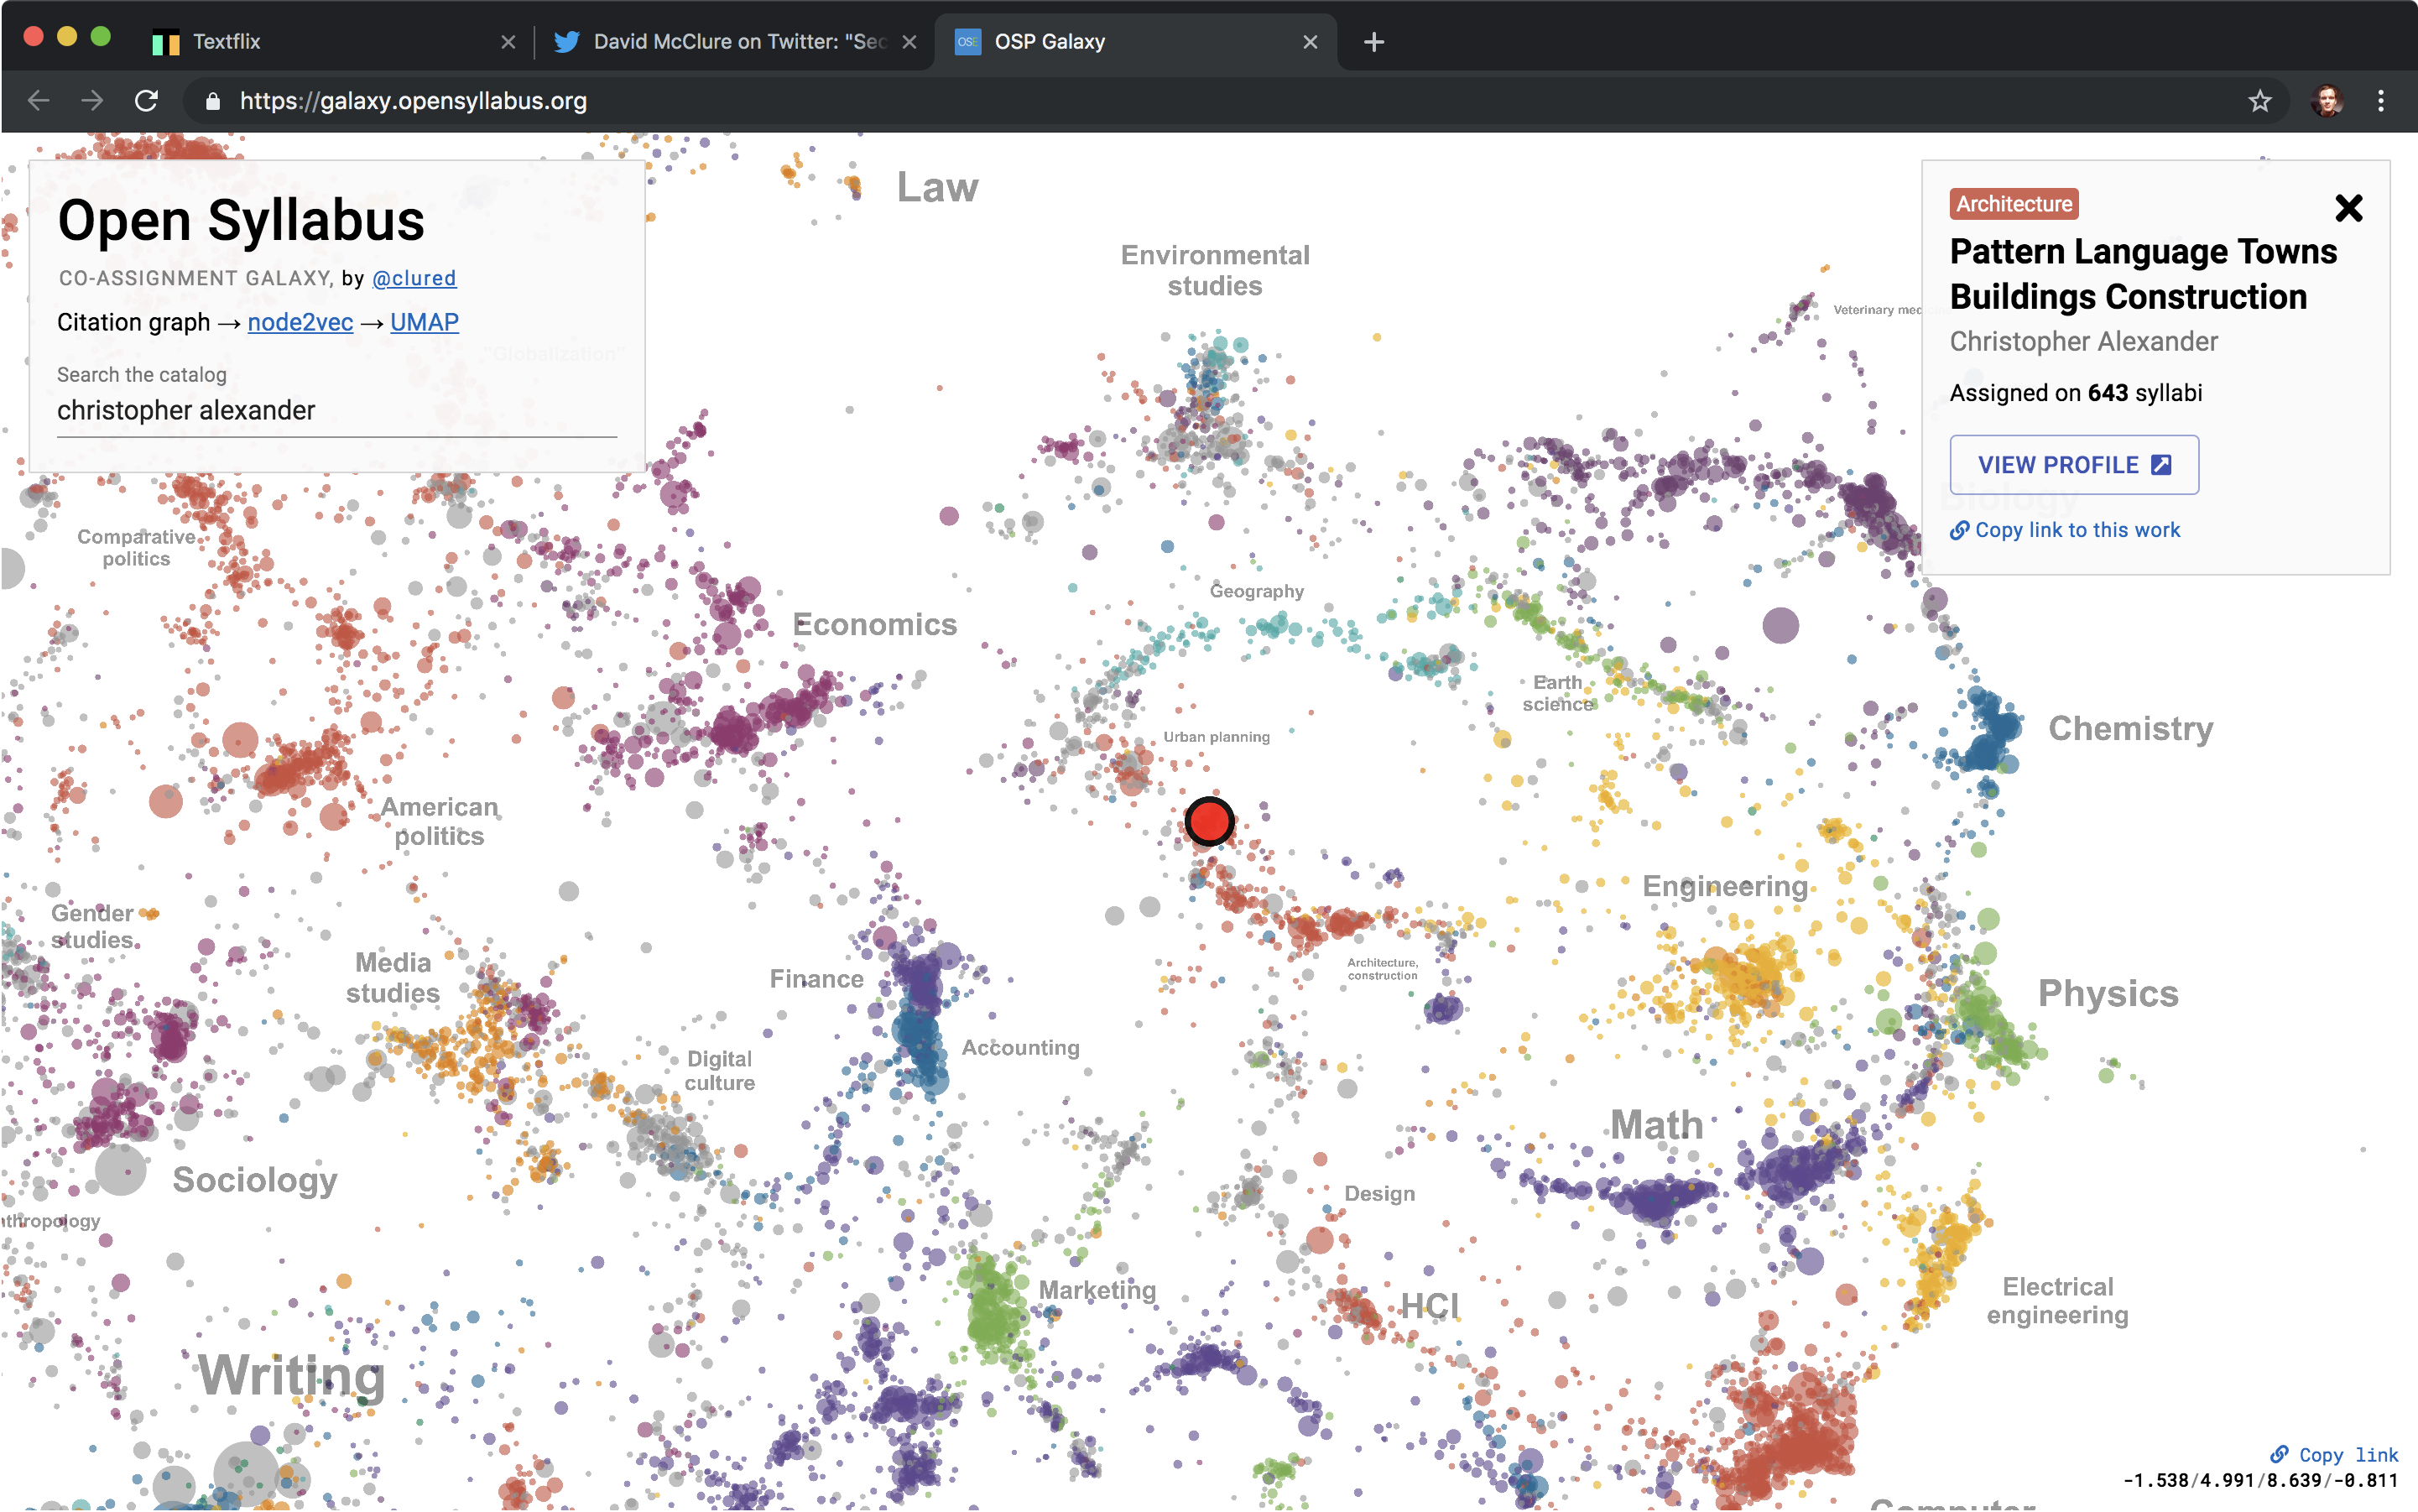 Textflix
David McClure on Twitter: "Sec
OSP Galaxy
https://galaxy.opensyllabus.org
Open Syllabus
CO-ASSIGNMENT GALAXY, by @clured
Citation graph → node2vec → UMAP
"Globalization"
Search the catalog
christopher alexander
Law
Environmental
studies
Architecture
Pattern Language Towns
Buildings Construction
Christopher Alexander
Assigned on 643 syllabi
VIEW PROFILE
Copy link to this work
Veterinary med
Biology
Comparative
politics
Economics
Geography
Earth
science
Urban planning
Chemistry
American
politics
Gender
studies
Media
studies
Finance
Accounting
Digital
culture
Architecture,
construction
Engineering
Physics
Math
Sociology
nthropology
Design
Marketing
HCI
Electrical
engineering
Writing
Computer
Copy link
-1.538/4.991/8.639/-0.811